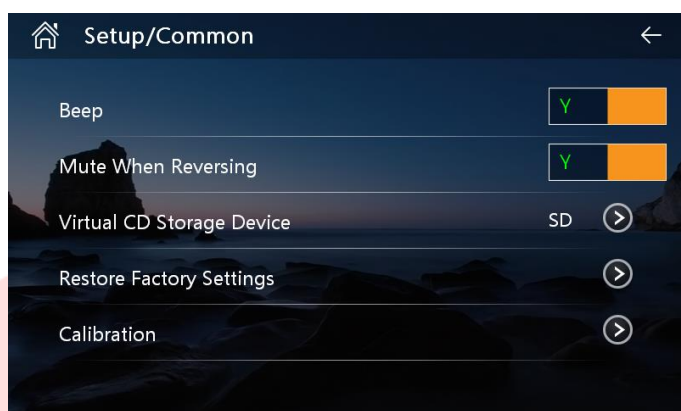 Setup/Common
Beep Y
Mute When Reversing Y
Virtual CD Storage Device SD
Restore Factory Settings
Calibration